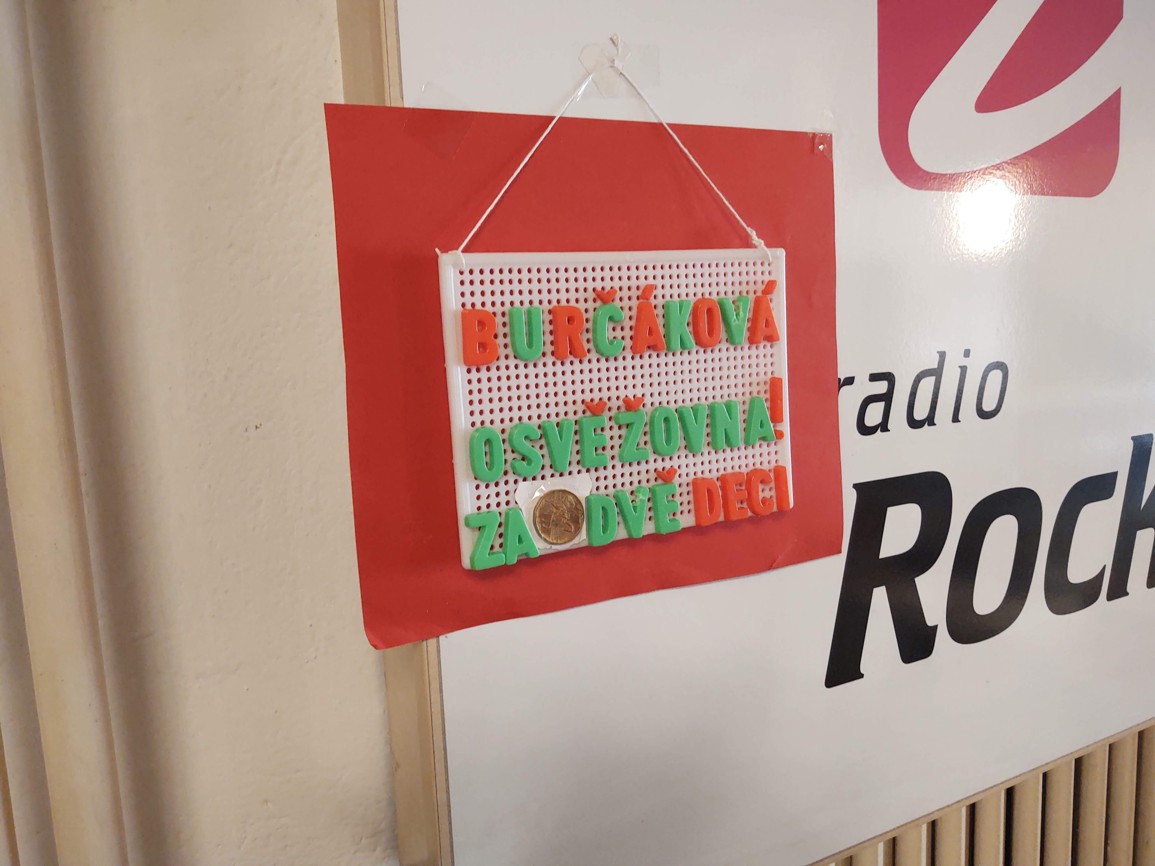 BURČÁKOVÁ
OSVĚŽOVNA!
ZA DVĚ DECI
radio
Rock